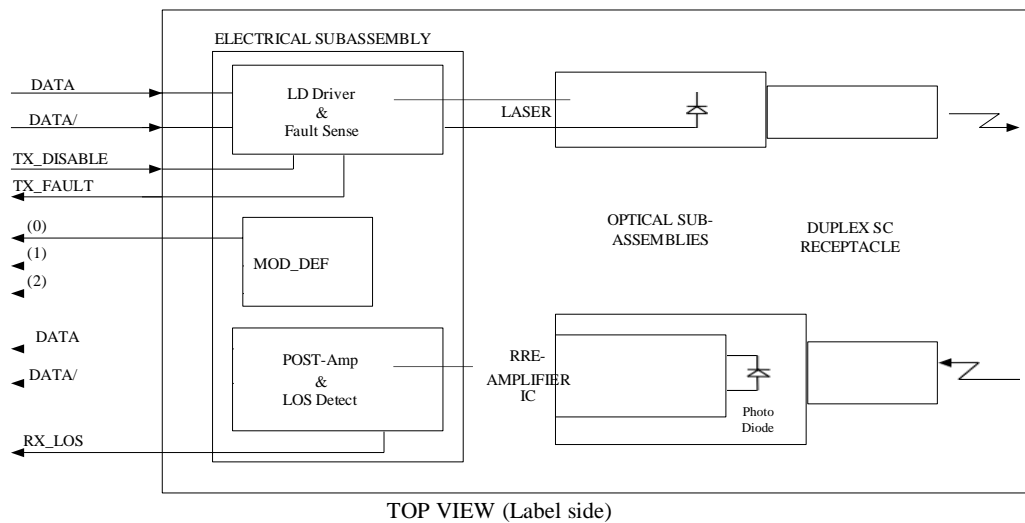 ELECTRICAL SUBASSEMBLY
DATA
DATA/
TX_DISABLE
TX_FAULT
LD Driver
&
Fault Sense
LASER
(0)
(1)
(2)
MOD_DEF
OPTICAL SUB-
ASSEMBLIES
DUPLEX SC
RECEPTACLE
DATA
DATA/
RX_LOS
POST-Amp
&
LOS Detect
RRE-
AMPLIFIER
IC
Photo
Diode
TOP VIEW (Label side)